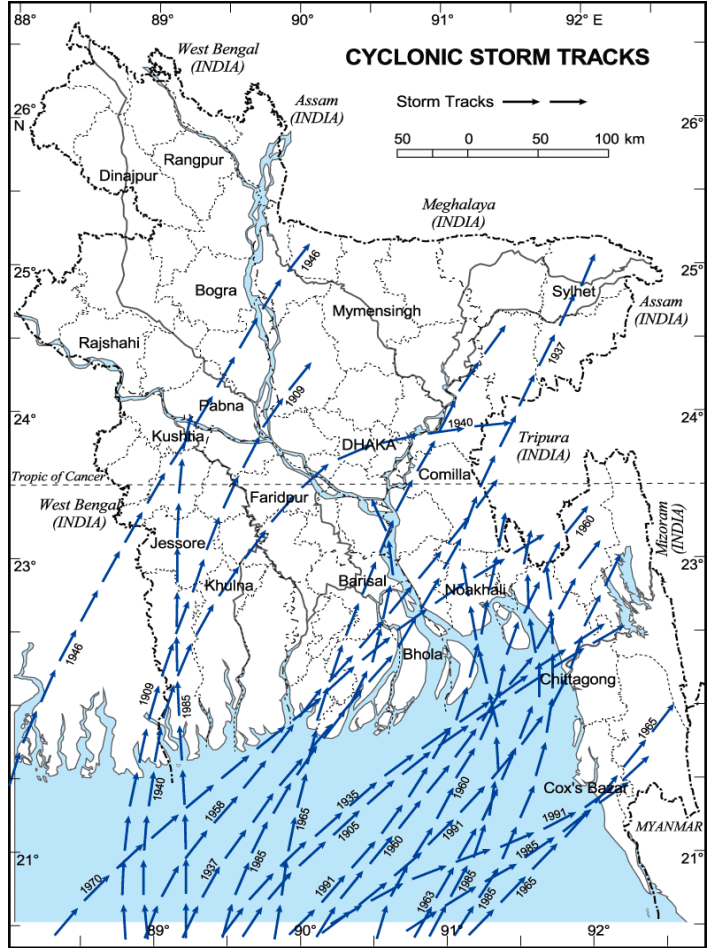 88°
89°
90°
91°
92° E
West Bengal
(INDIA)
CYCLONIC STORM TRACKS
Assam
(INDIA)
Storm Tracks
50 0 50 100 km
26°
N
26°
Rangpur
Dinajpur
Meghalaya
(INDIA)
1946
25°
25°
Bogra
Sylhet
Mymensingh
Assam
(INDIA)
Rajshahi
1937
1909
Pabna
24°
24°
1940
Kushtia
DHAKA
Tripura
(INDIA)
Comilla
Tropic of Cancer
Faridpur
West Bengal
(INDIA)
1960
Mizoram
(INDIA)
Jessore
23°
23°
Khulna
Barisal
Noakhali
1946
Bhola
Chittagong
1909
1985
1965
1940
Cox's Bazar
1958
1965
1935
1960
1991
1905
1991
MYANMAR
21°
21°
1937
1985
1960
1985
1970
1991
1963
1985
1985
1965
89°
90°
91°
92°